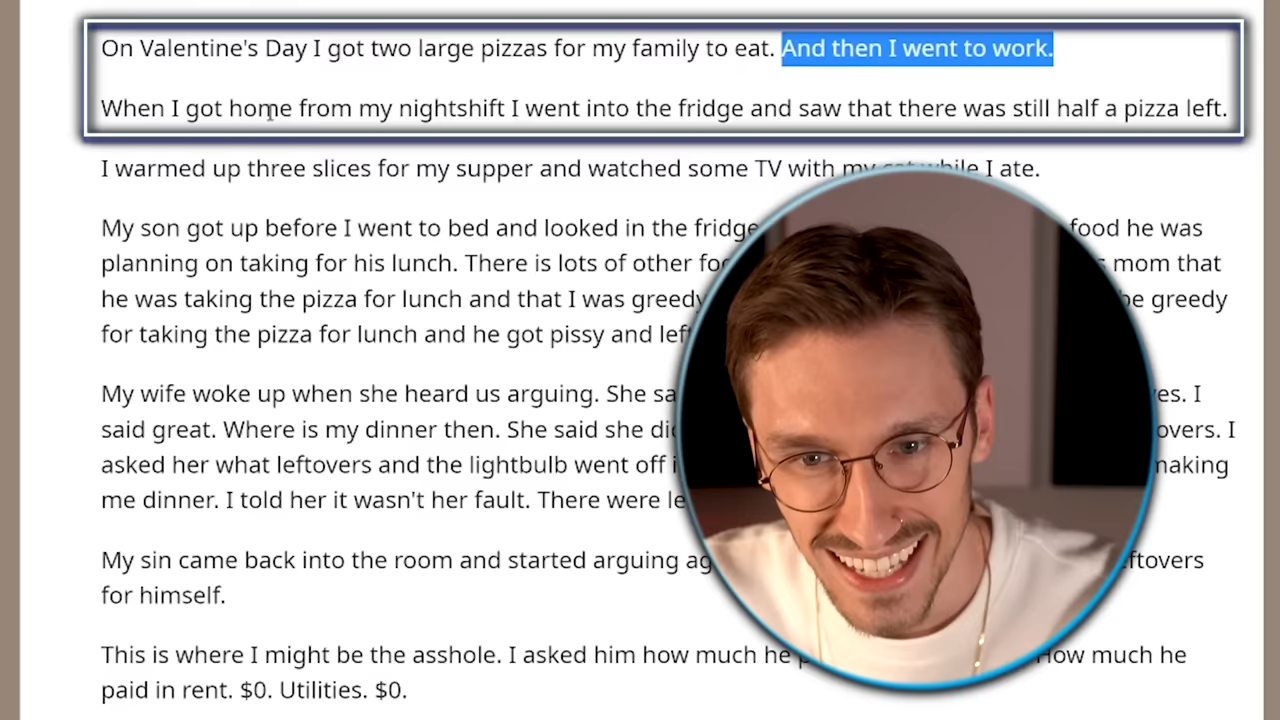 On Valentine's Day I got two large pizzas for my family to eat. And then I went to work.
When I got home from my nightshift I went into the fridge and saw that there was still half a pizza left.
I warmed up three slices for my supper and watched some TV with my cat while I ate.
My son got up before I went to bed and looked in the fridge food he was
planning on taking for his lunch. There is lots of other mom that
he was taking the pizza for lunch and that I was greedy be greedy
for taking the pizza for lunch and he got pissy and
My wife woke up when she heard us arguing. She I
said great. Where is my dinner then. She said she I
asked her what leftovers and the lightbulb went off making
me dinner. I told her it wasn't her fault. There were
My sin came back into the room and started arguing leftovers
for himself.
This is where I might be the asshole. I asked him how much he How much he
paid in rent. $0. Utilities. $0.